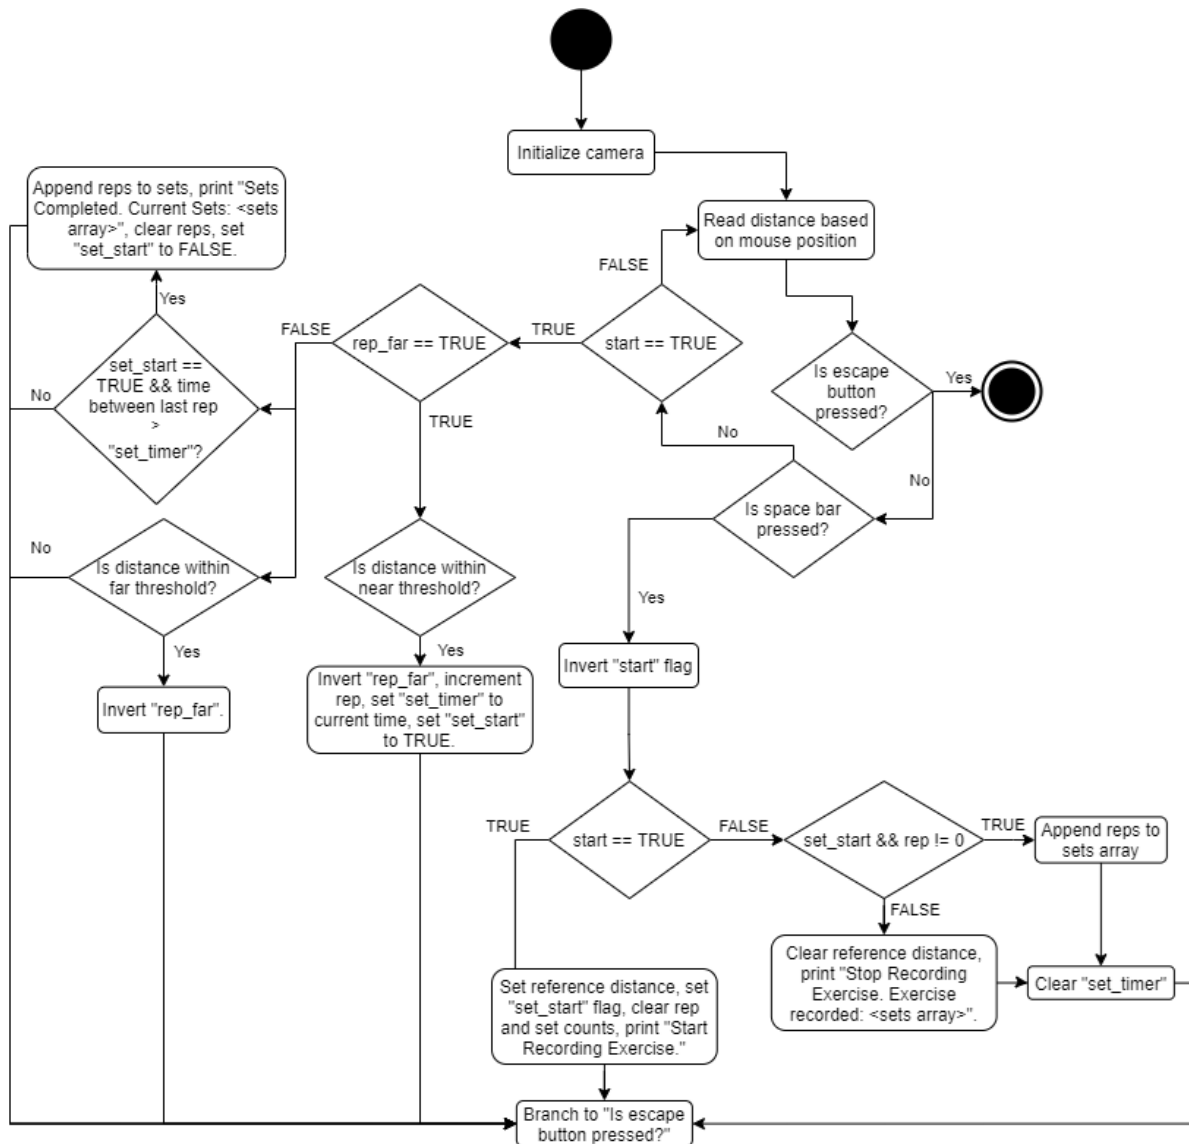 Initialize camera
Append reps to sets, print "Sets
Completed. Current Sets: <sets
array>", clear reps, set
"set_start" to FALSE.
Read distance based
on mouse position
FALSE
Yes
FALSE
TRUE
rep_far == TRUE
start == TRUE
set_start ==
TRUE && time
between last rep
>
"set_timer"?
No
Is escape
button
pressed?
Yes
TRUE
No
No
Is space bar
pressed?
No
Is distance within
far threshold?
Is distance within
near threshold?
Yes
Yes
Yes
Invert "start" flag
Invert "rep_far".
Invert "rep_far", increment
rep, set "set_timer" to
current time, set "set_start"
to TRUE.
TRUE
start == TRUE
FALSE
set_start && rep != 0
TRUE
Append reps to
sets array
FALSE
Clear reference distance,
print "Stop Recording
Exercise. Exercise
recorded: <sets array>".
Clear "set_timer"
Set reference distance, set
"set_start" flag, clear rep
and set counts, print "Start
Recording Exercise."
Branch to "Is escape
button pressed?"